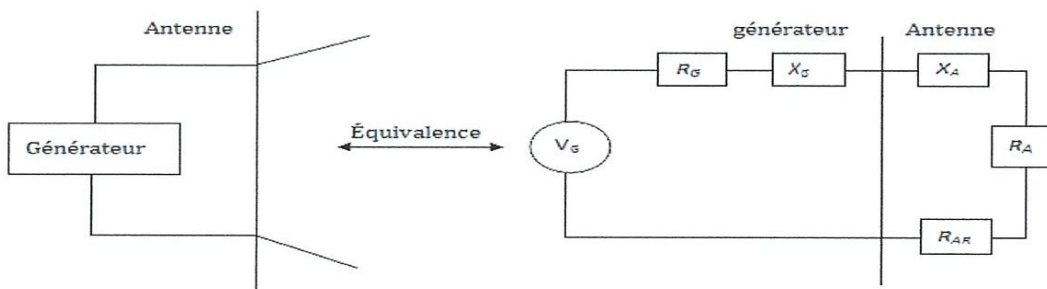 Antenne
Générateur
Équivalence
générateur
Antenne
R_G
X_G
X_A
V_G
R_A
R_AR